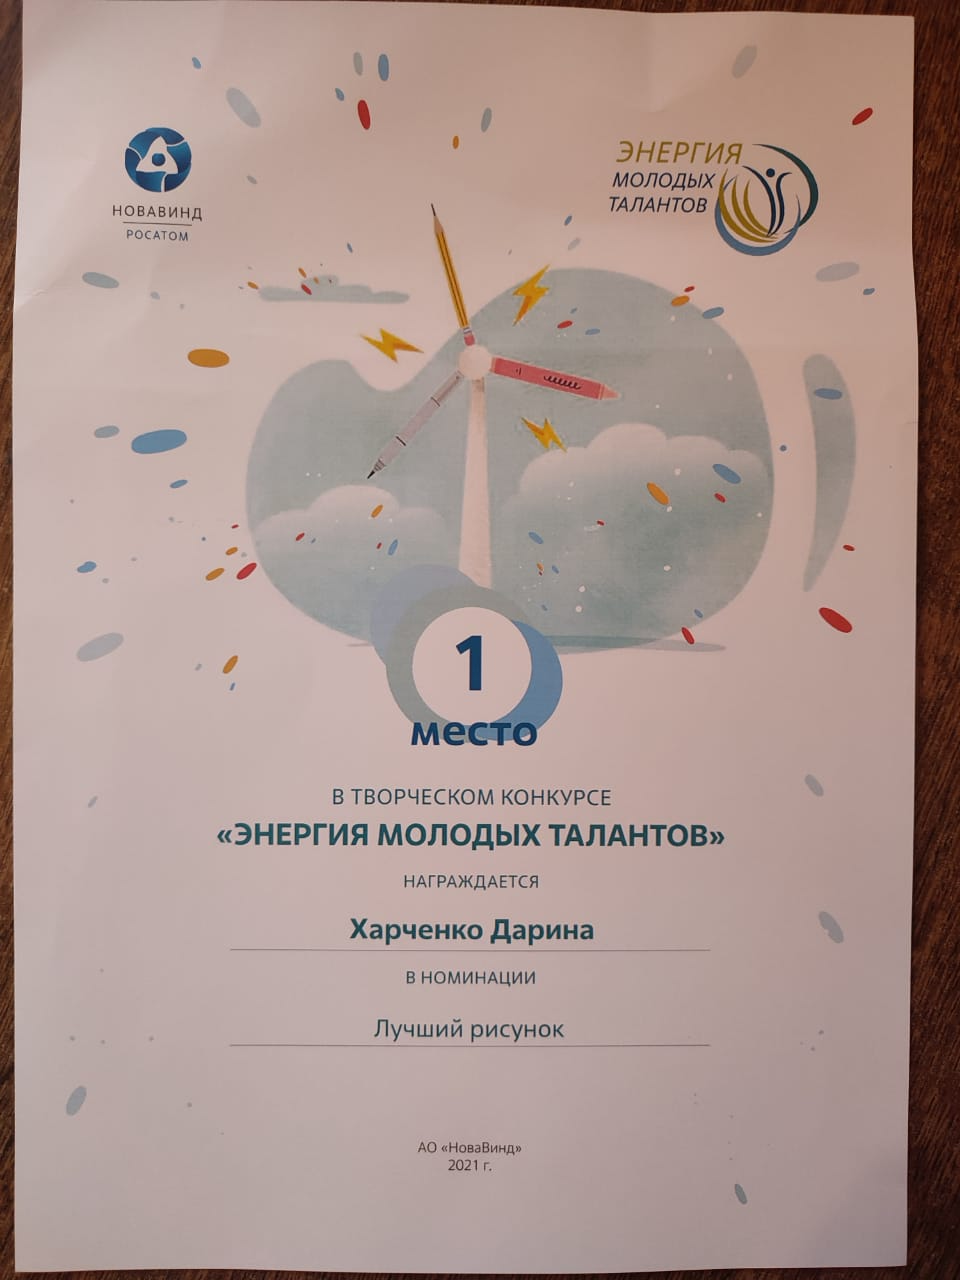 НОВАВИНД
РОСАТОМ
ЭНЕРГИЯ
МОЛОДЫХ
ТАЛАНТОВ
1
место
В ТВОРЧЕСКОМ КОНКУРСЕ
«ЭНЕРГИЯ МОЛОДЫХ ТАЛАНТОВ»
НАГРАЖДАЕТСЯ
Харченко Дарина
В НОМИНАЦИИ
Лучший рисунок
АО «НоваВинд»
2021 г.